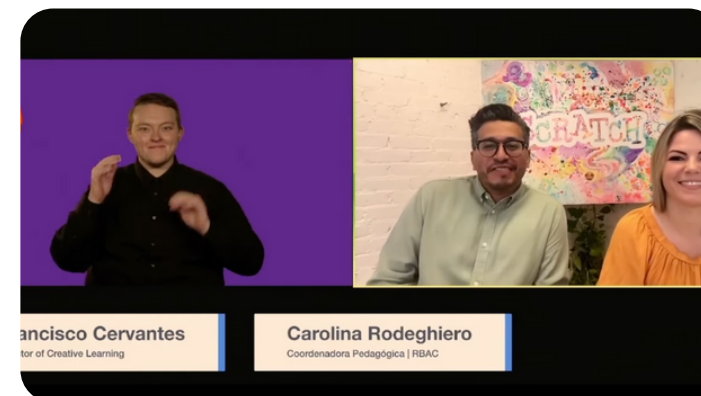 SCRATCH
ancisco Cervantes
tor of Creative Learning
Carolina Rodeghiero
Coordenadora Pedagógica | RBAC